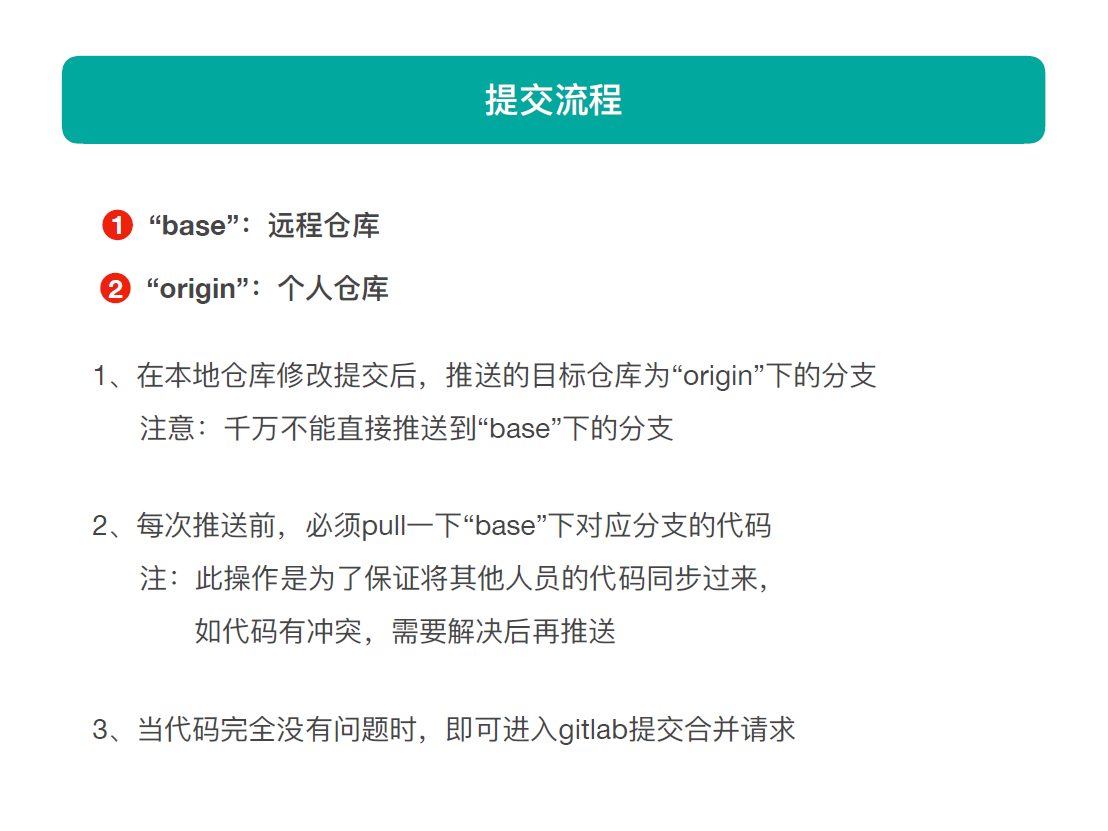 提交流程
1 “base”：远程仓库
2 “origin”：个人仓库
1、在本地仓库修改提交后，推送的目标仓库为“origin”下的分支
注意：千万不能直接推送到“base”下的分支
2、每次推送前，必须pull一下“base”下对应分支的代码
注：此操作是为了保证将其他人员的代码同步过来，
如代码有冲突，需要解决后再推送
3、当代码完全没有问题时，即可进入gitlab提交合并请求